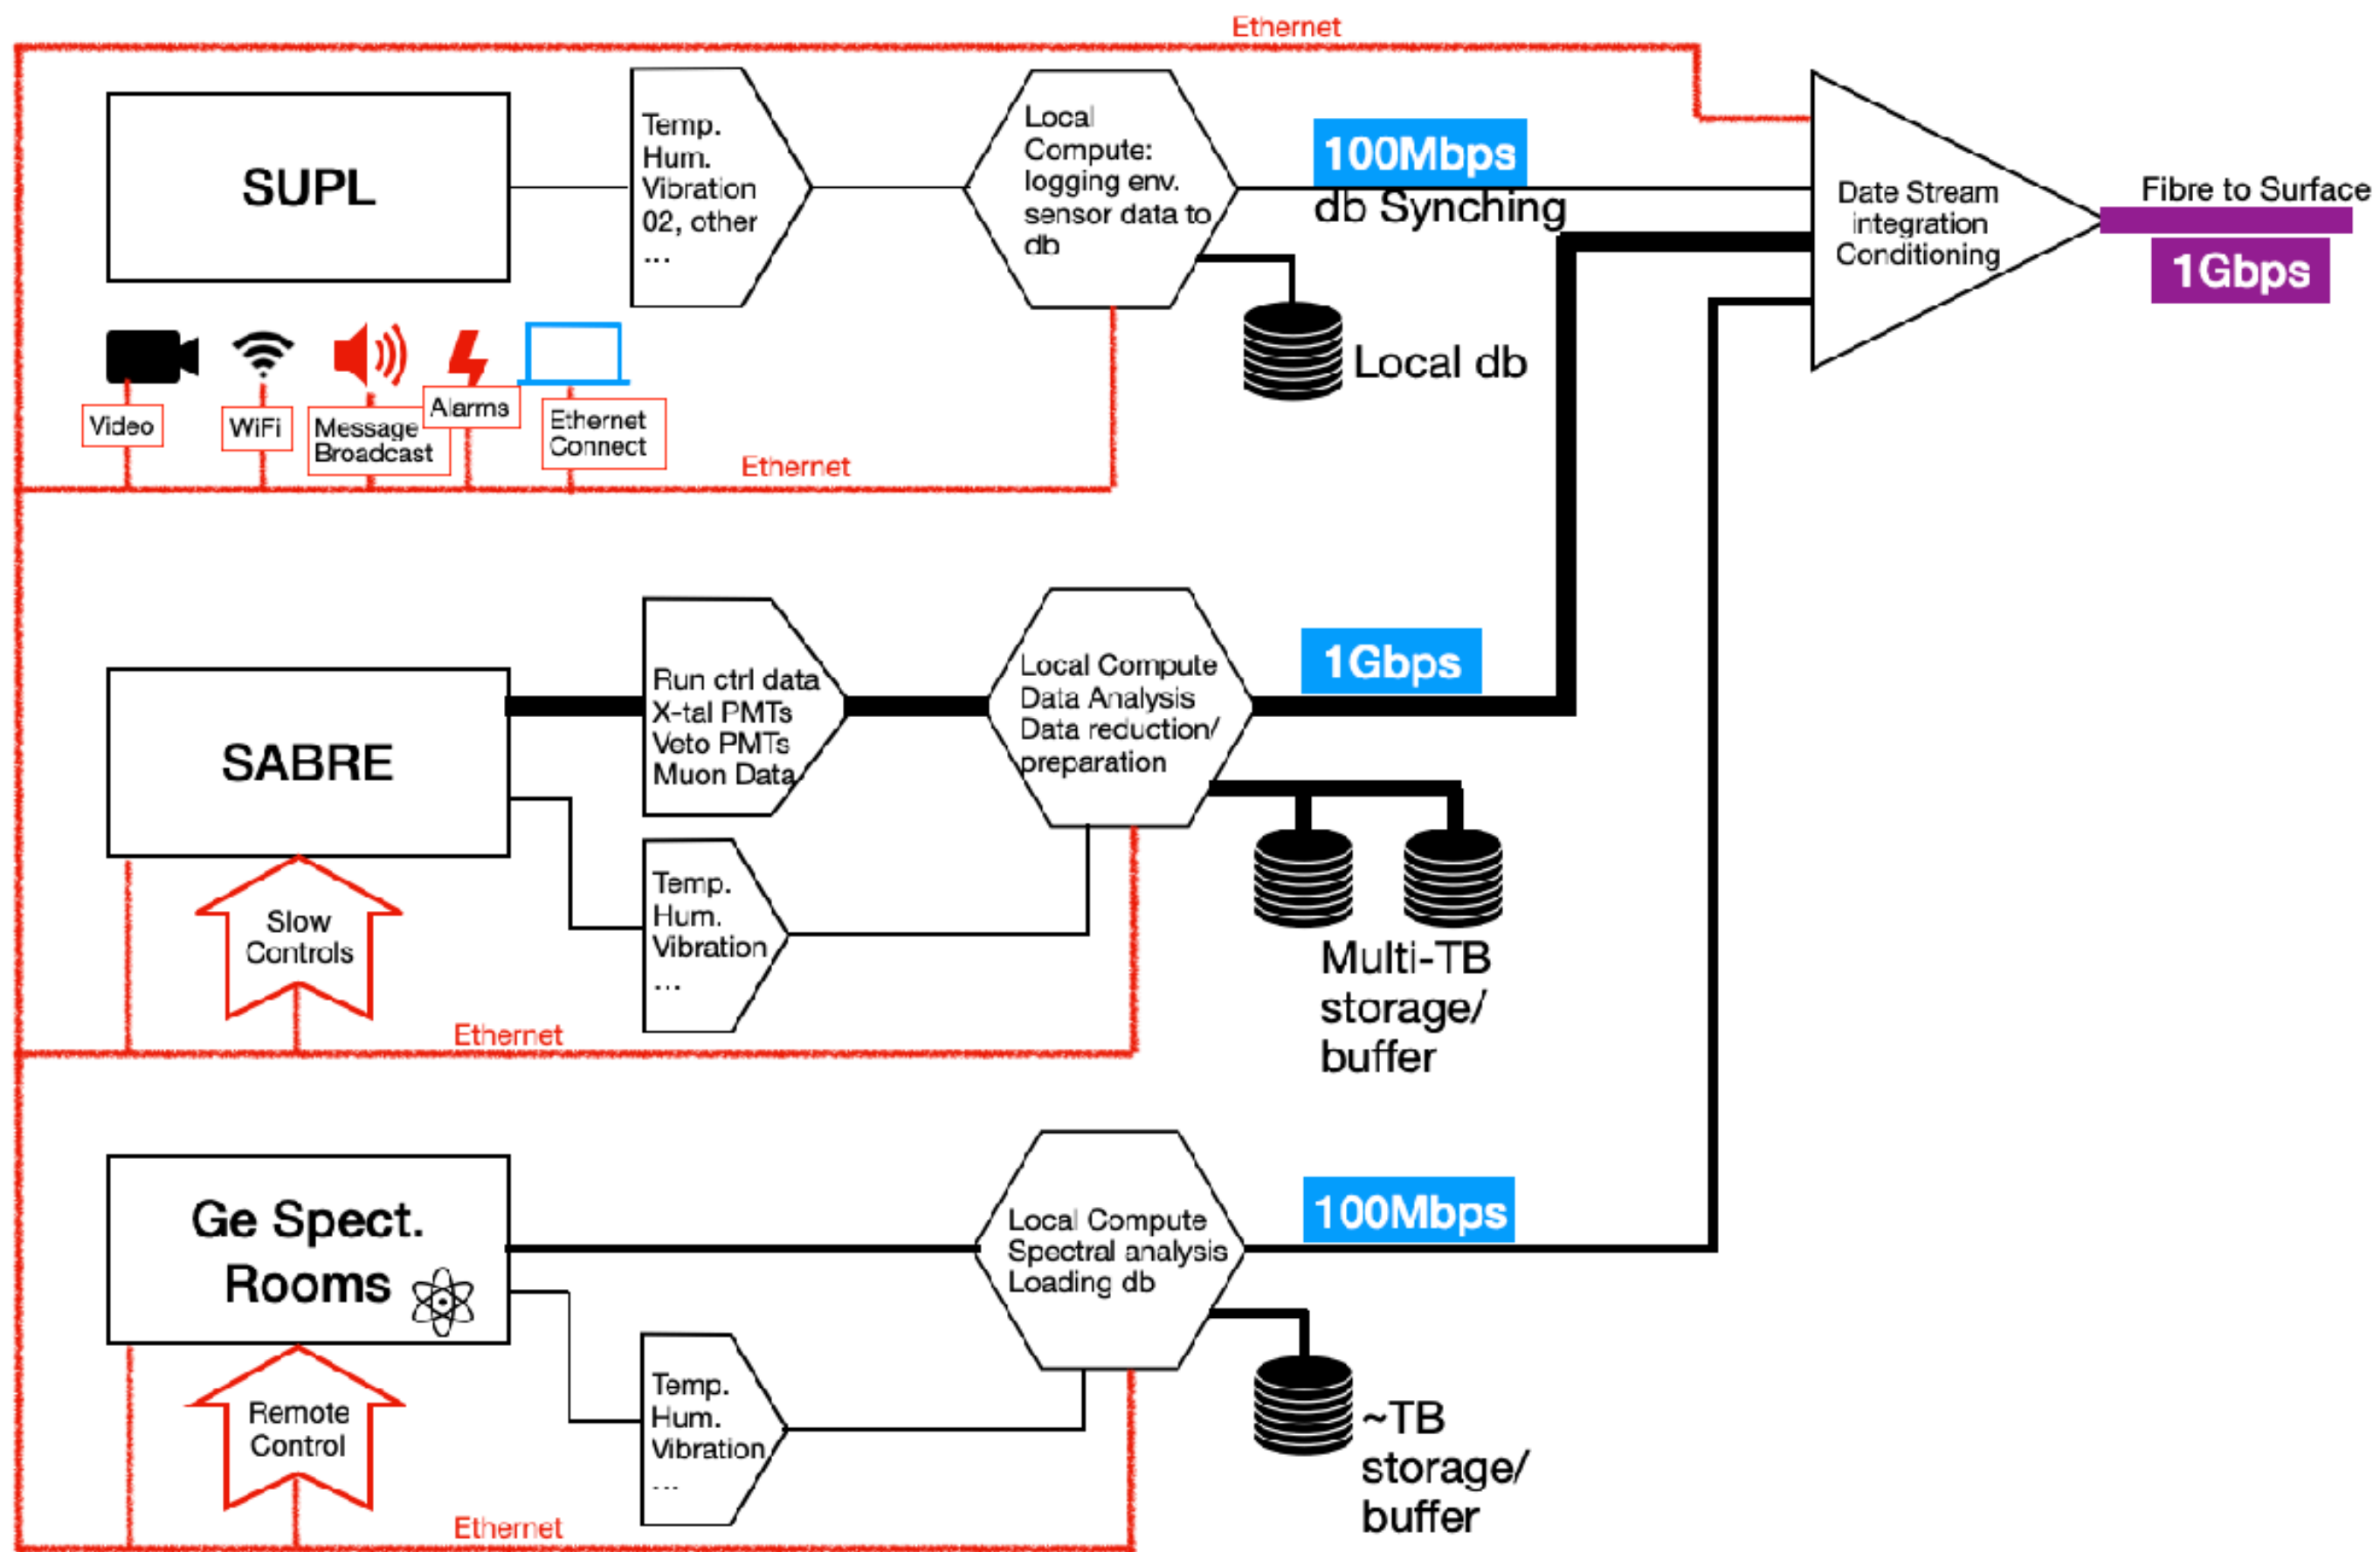 Ethernet
SUPL
Temp.
Hum.
Vibration
02, other
...
Local
Compute:
logging env.
sensor data to
db
100Mbps
db Synching
Date Stream
integration
Conditioning
Fibre to Surface
1Gbps
Local db
Video
WiFi
Message
Broadcast
Alarms
Ethernet
Connect
Ethernet
SABRE
Run ctrl data
X-tal PMTs
Veto PMTs
Muon Data
Local Compute
Data Analysis
Data reduction/
preparation
1Gbps
Slow
Controls
Temp.
Hum.
Vibration
...
Multi-TB
storage/
buffer
Ethernet
Ge Spect.
Rooms
Local Compute
Spectral analysis
Loading db
100Mbps
Remote
Control
Temp.
Hum.
Vibration
...
~TB
storage/
buffer
Ethernet